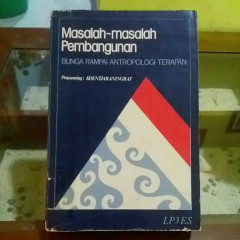 Masalah-masalah
Pembangunan
BUNGA RAMPAI ANTROPOLOGI TERAPAN
Penyunting : KOENTJARANINGRAT
LP3ES